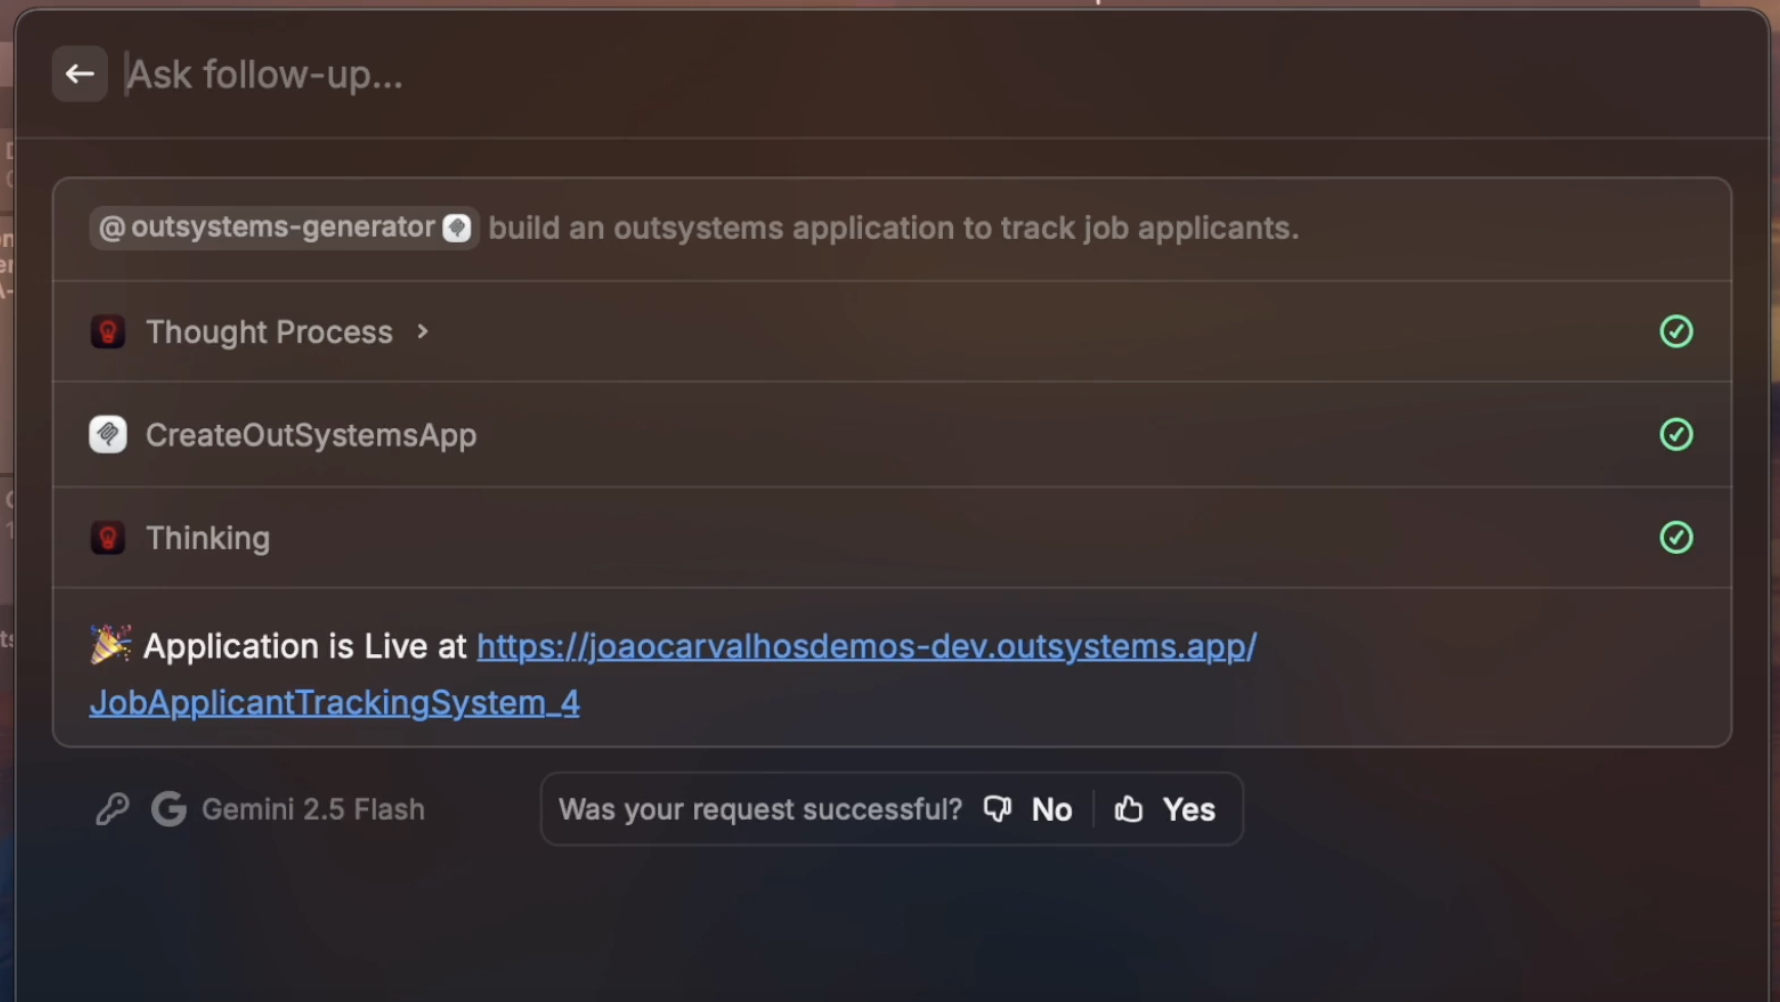 Ask follow-up...
@outsystems-generator build an outsystems application to track job applicants.
Thought Process
CreateOutSystemsApp
Thinking
🎉 Application is Live at https://joaocarvalhosdemos-dev.outsystems.app/
JobApplicantTrackingSystem_4
Gemini 2.5 Flash
Was your request successful? No Yes